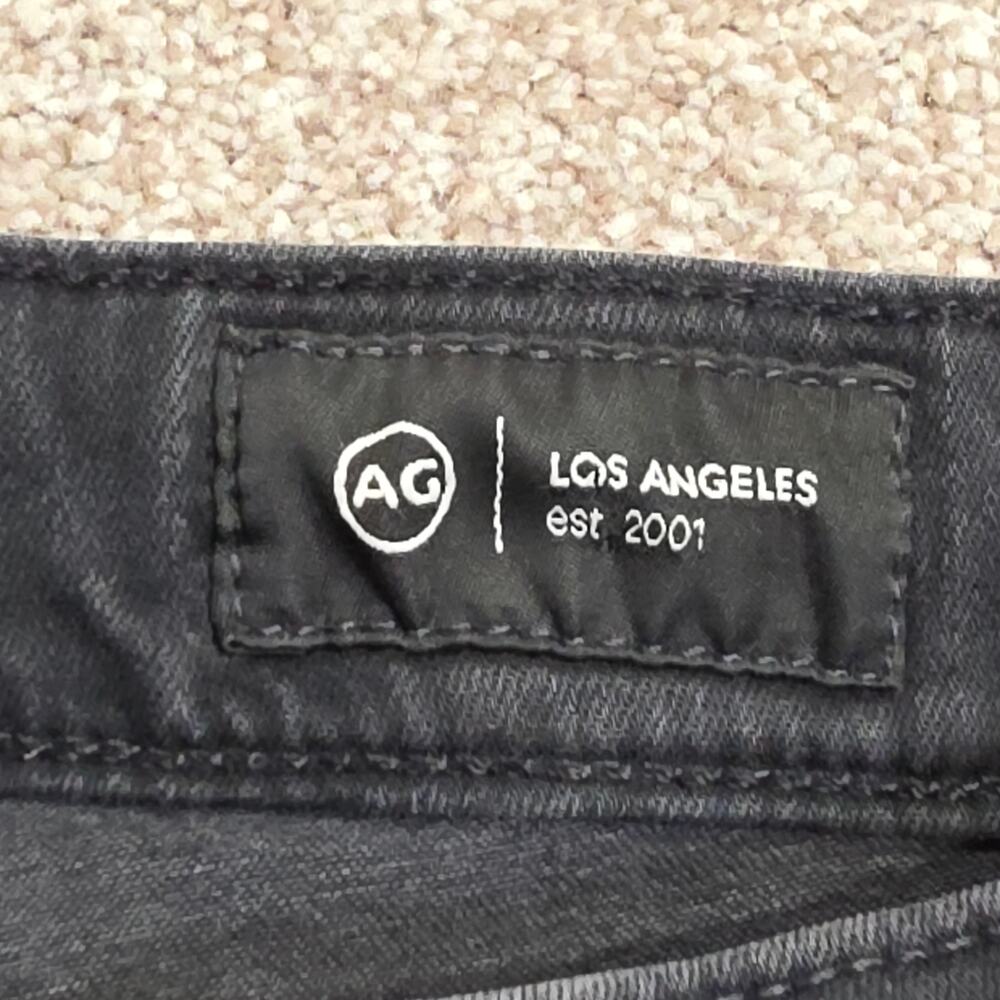 AG
LOS ANGELES
est. 2001